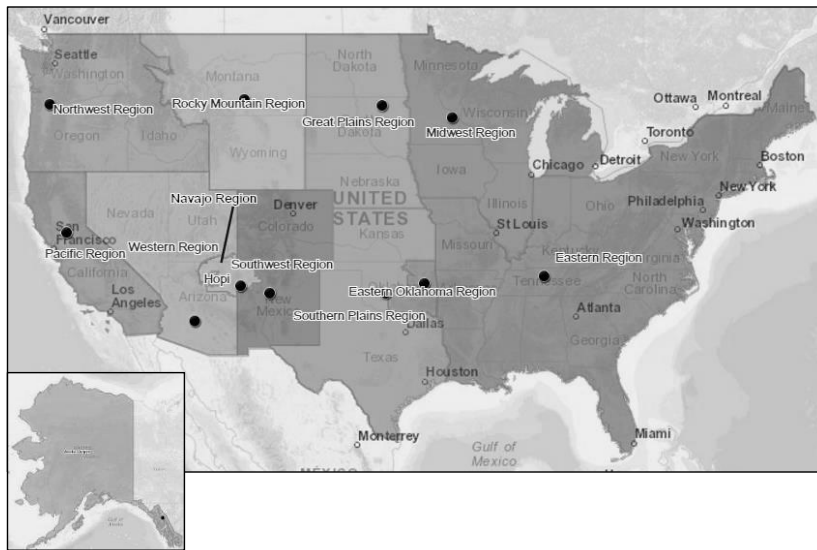 Vancouver
Seattle
Washington
Montana
North
Dakota
Minnesota
Ottawa
Montreal
Maine
Northwest Region
Rocky Mountain Region
Great Plains Region
Dakota
Wisconsin
Midwest Region
Toronto
Oregon
Idaho
Wyoming
Iowa
Chicago
Detroit
New York
Boston
Navajo Region
Nebraska
UNITED
STATES
Illinois
Ohio
Philadelphia
New York
Nevada
Utah
Denver
Colorado
Kansas
St Louis
Missouri
Washington
San
Francisco
Pacific Region
California
Western Region
Southwest Region
Hopi
Kentucky
Virginia
Eastern Region
Los
Angeles
Arizona
New
Mexico
Eastern Oklahoma Region
Tennessee
North
Carolina
Southern Plains Region
Dallas
Atlanta
Georgia
Texas
Houston
Monterrey
Gulf of
Mexico
Miami
MÉXICO